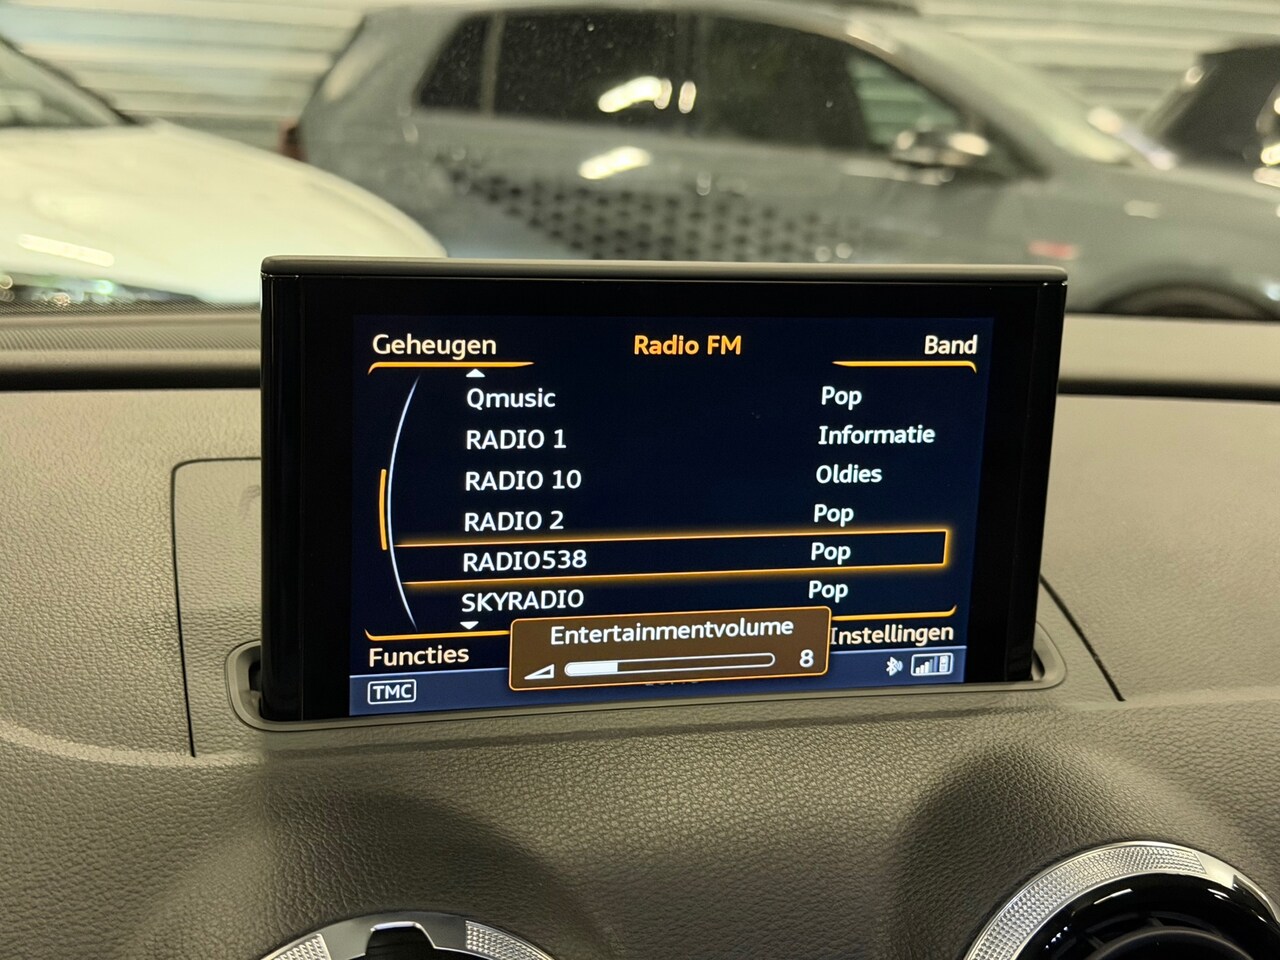 Geheugen Radio FM Band
Qmusic Pop
RADIO 1 Informatie
RADIO 10 Oldies
RADIO 2 Pop
RADIO538 Pop
SKYRADIO Pop
Entertainmentvolume
8
Functies Instellingen
TMC